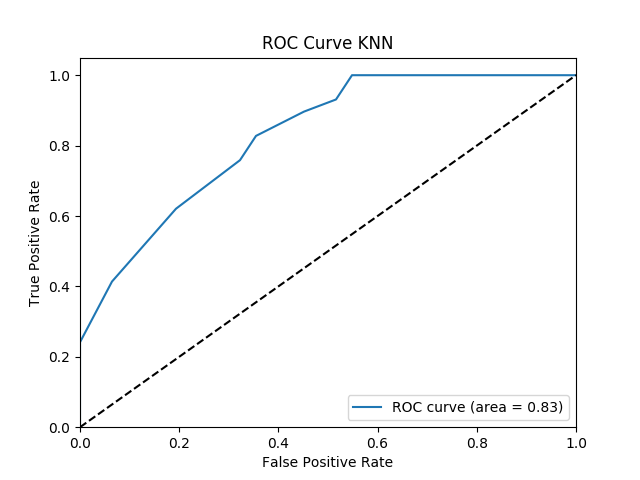 ROC Curve KNN
1.0
0.8
0.6
0.4
0.2
0.0
True Positive Rate
ROC curve (area = 0.83)
0.0 0.2 0.4 0.6 0.8 1.0
False Positive Rate